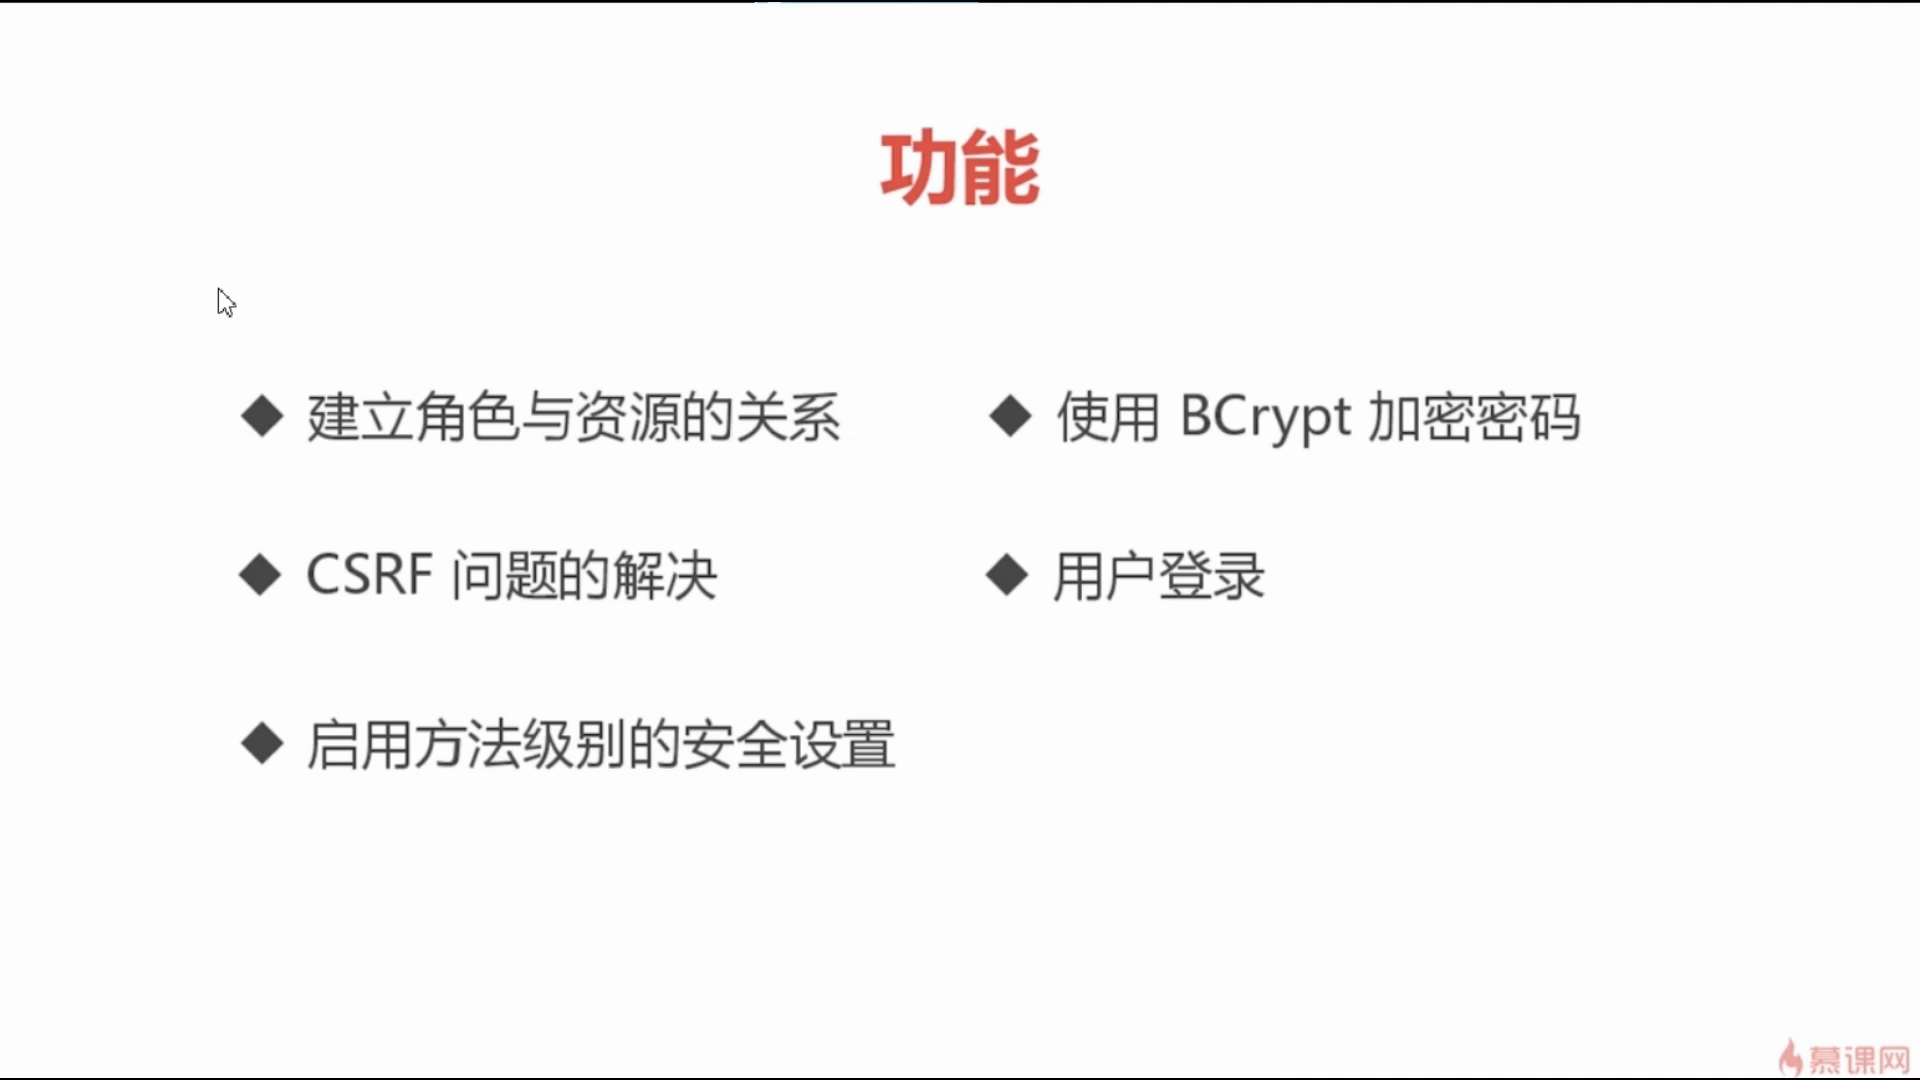 功能
◆ 建立角色与资源的关系
◆ 使用 BCrypt 加密密码
◆ CSRF 问题的解决
◆ 用户登录
◆ 启用方法级别的安全设置
慕课网